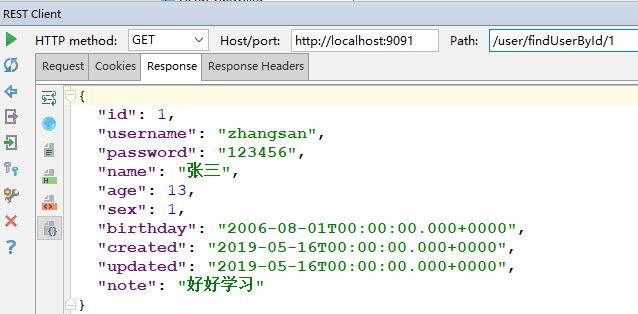 REST Client
HTTP method: GET Host/port: http://localhost:9091 Path: /user/findUserById/1
Request Cookies Response Response Headers
{
"id": 1,
"username": "zhangsan",
"password": "123456",
"name": "张三",
"age": 13,
"sex": 1,
"birthday": "2006-08-01T00:00:00.000+0000",
"created": "2019-05-16T00:00:00.000+0000",
"updated": "2019-05-16T00:00:00.000+0000",
"note": "好好学习"
}